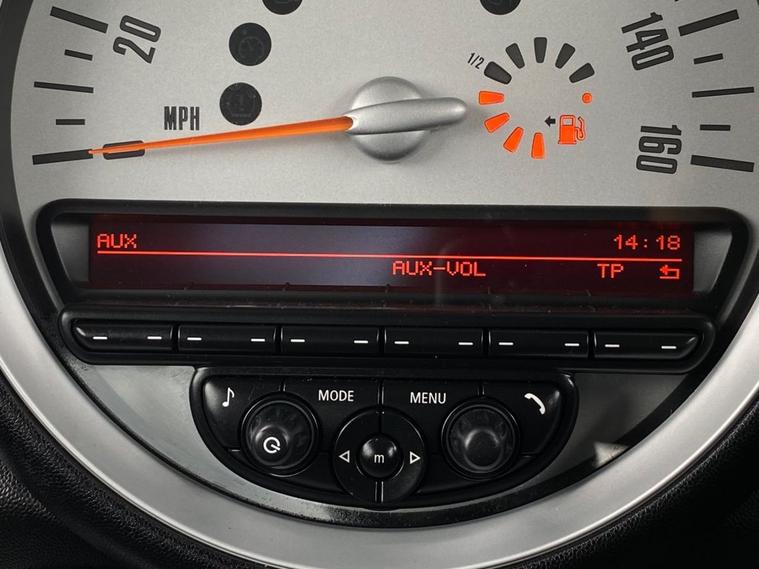 20
140
1/2
MPH
160
AUX 14:18
AUX-VOL TP
MODE MENU
m